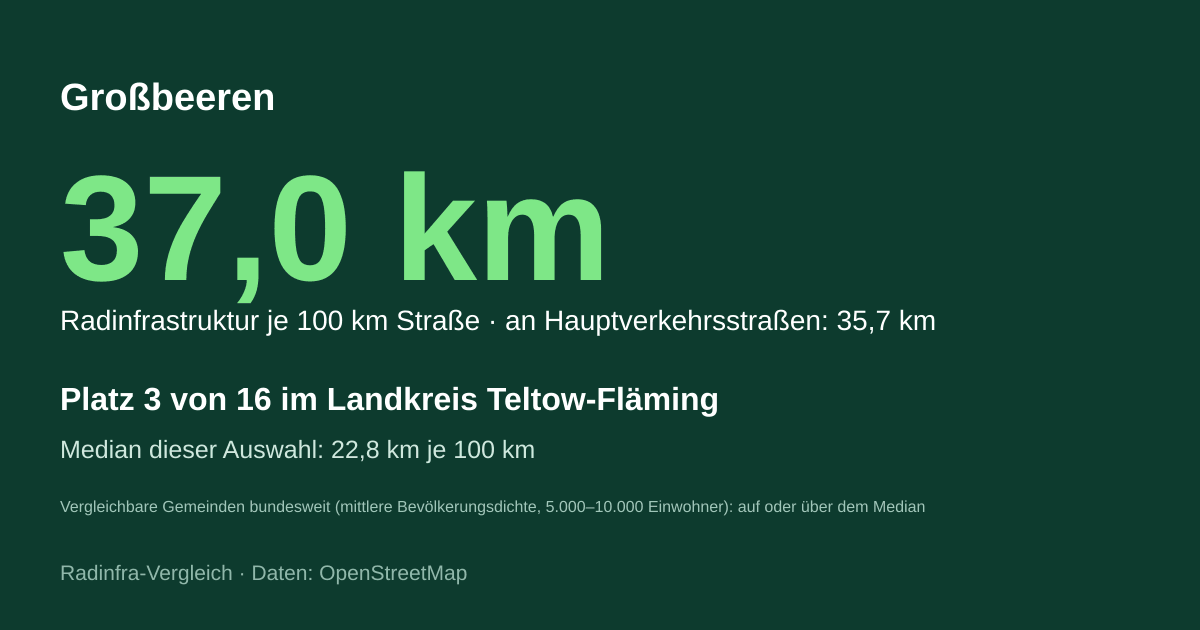 Großbeeren
37,0 km
Radinfrastruktur je 100 km Straße · an Hauptverkehrsstraßen: 35,7 km
Platz 3 von 16 im Landkreis Teltow-Fläming
Median dieser Auswahl: 22,8 km je 100 km
Vergleichbare Gemeinden bundesweit (mittlere Bevölkerungsdichte, 5.000–10.000 Einwohner): auf oder über dem Median
Radinfra-Vergleich · Daten: OpenStreetMap